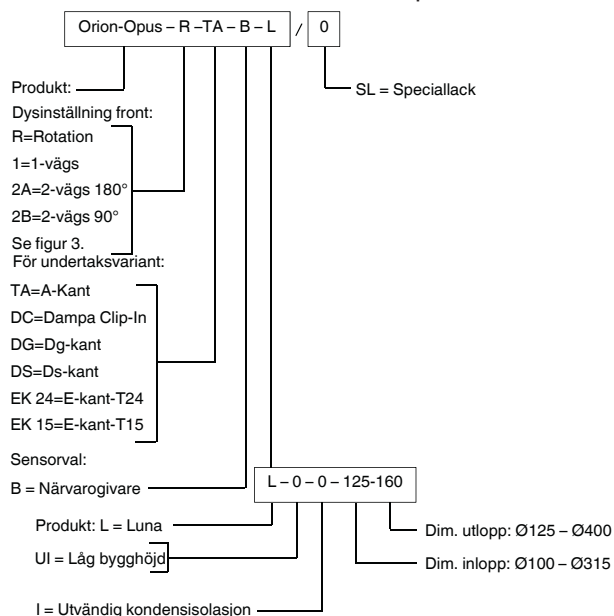 Orion-Opus – R –TA – B – L / 0
Produkt:
SL = Speciallack
Dysinställning front:
R=Rotation
1=1-vägs
2A=2-vägs 180°
2B=2-vägs 90°
Se figur 3.
För undertaksvariant:
TA=A-Kant
DC=Dampa Clip-In
DG=Dg-kant
DS=Ds-kant
EK 24=E-kant-T24
EK 15=E-kant-T15
Sensorval:
B = Närvarogivare
L – 0 – 0 – 125-160
Produkt: L = Luna
Dim. utlopp: Ø125 – Ø400
UI = Låg bygghöjd
Dim. inlopp: Ø100 – Ø315
I = Utvändig kondensisolasjon